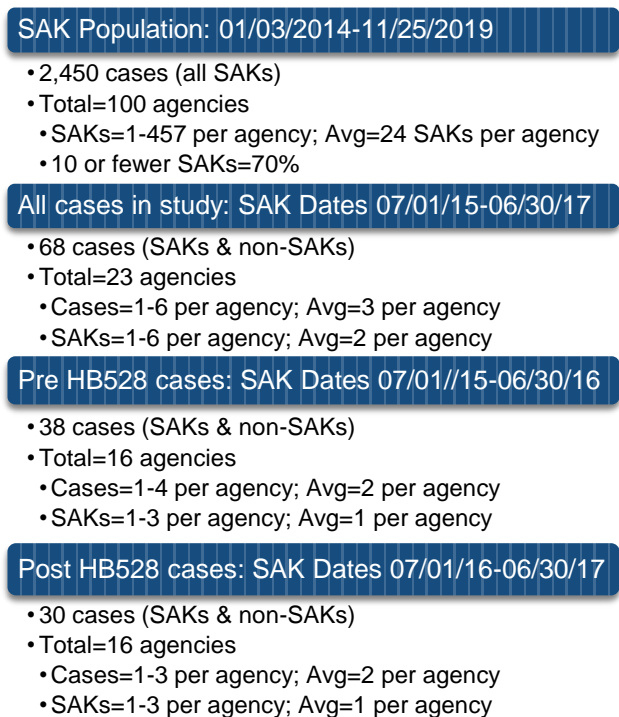 SAK Population: 01/03/2014-11/25/2019
•2,450 cases (all SAKs)
•Total=100 agencies
•SAKs=1-457 per agency; Avg=24 SAKs per agency
•10 or fewer SAKs=70%
All cases in study: SAK Dates 07/01/15-06/30/17
•68 cases (SAKs & non-SAKs)
•Total=23 agencies
•Cases=1-6 per agency; Avg=3 per agency
•SAKs=1-6 per agency; Avg=2 per agency
Pre HB528 cases: SAK Dates 07/01//15-06/30/16
•38 cases (SAKs & non-SAKs)
•Total=16 agencies
•Cases=1-4 per agency; Avg=2 per agency
•SAKs=1-3 per agency; Avg=1 per agency
Post HB528 cases: SAK Dates 07/01/16-06/30/17
•30 cases (SAKs & non-SAKs)
•Total=16 agencies
•Cases=1-3 per agency; Avg=2 per agency
•SAKs=1-3 per agency; Avg=1 per agency